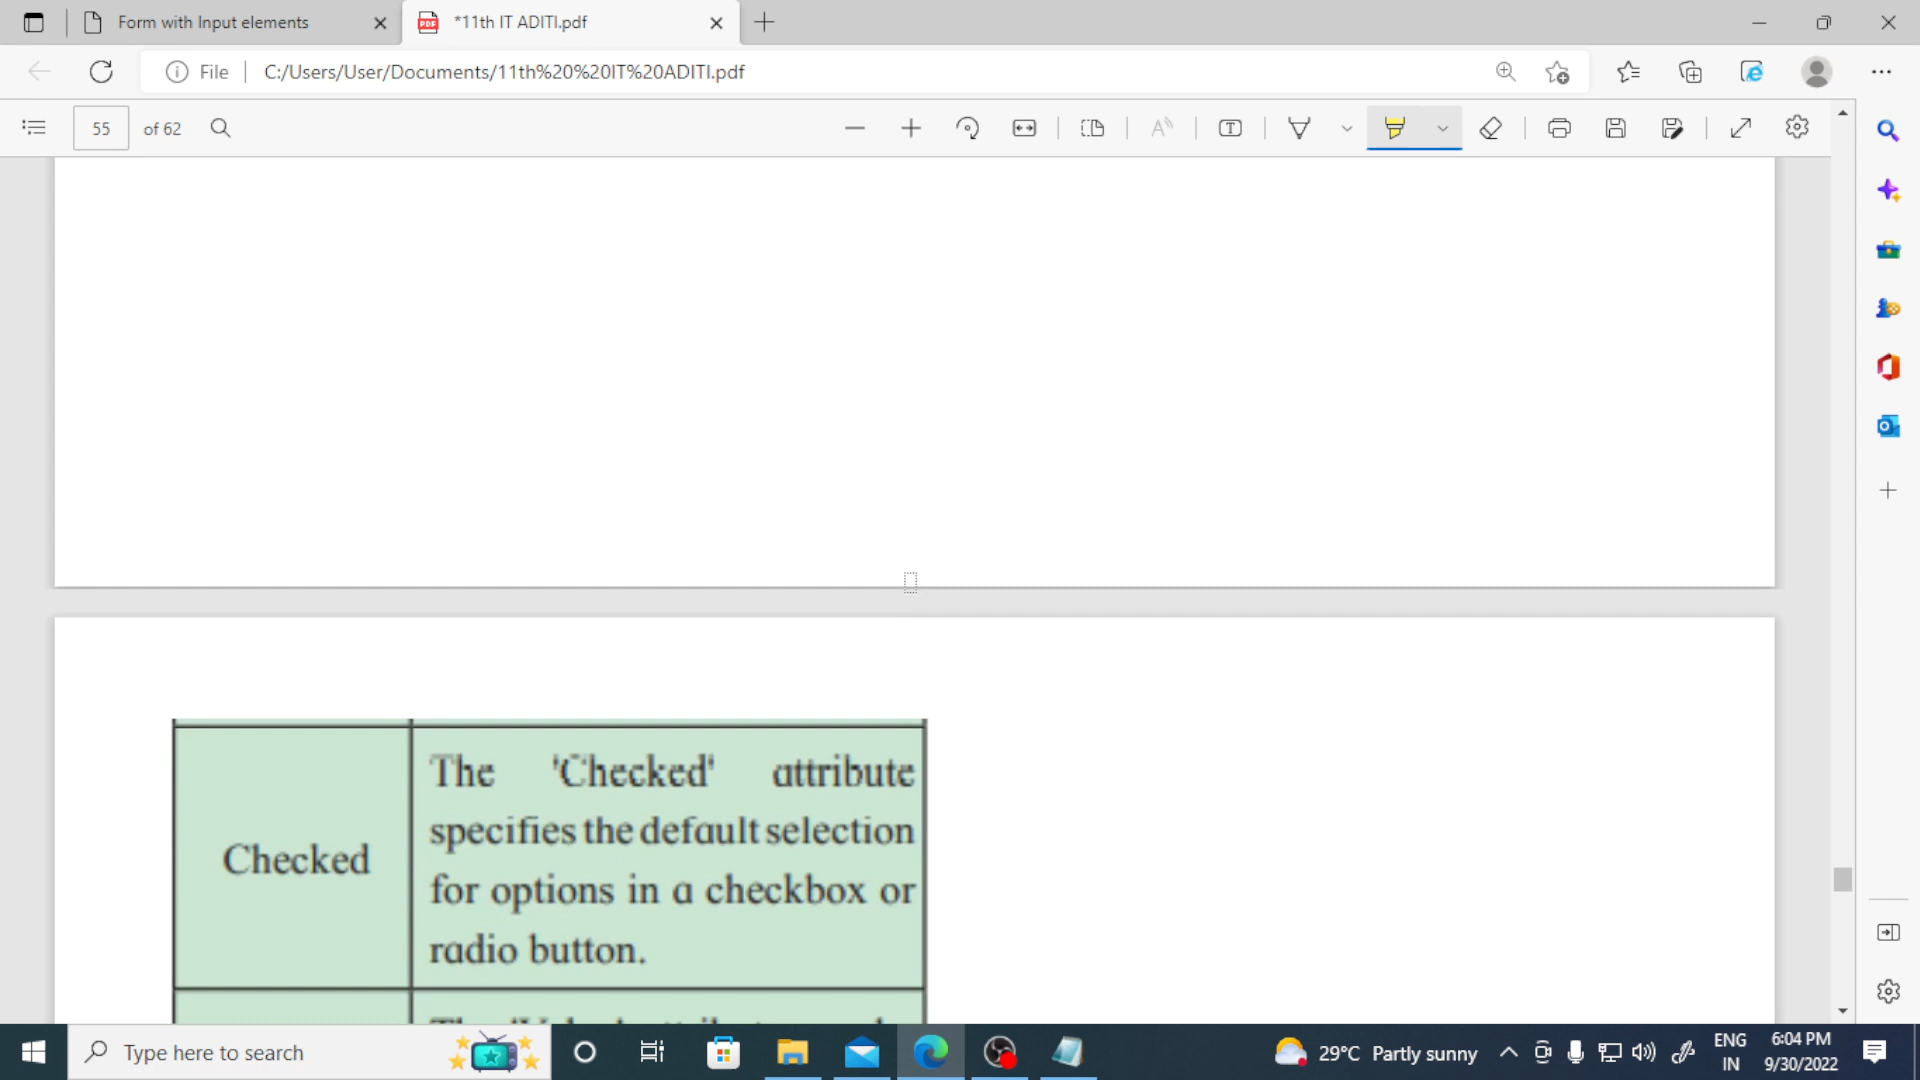 Form with Input elements
*11th IT ADITI.pdf
File
C:/Users/User/Documents/11th%20%20IT%20ADITI.pdf
55 of 62
The 'Checked' attribute
specifies the default selection
for options in a checkbox or
radio button.
Checked
Type here to search
29°C Partly sunny
ENG
IN
6:04 PM
9/30/2022